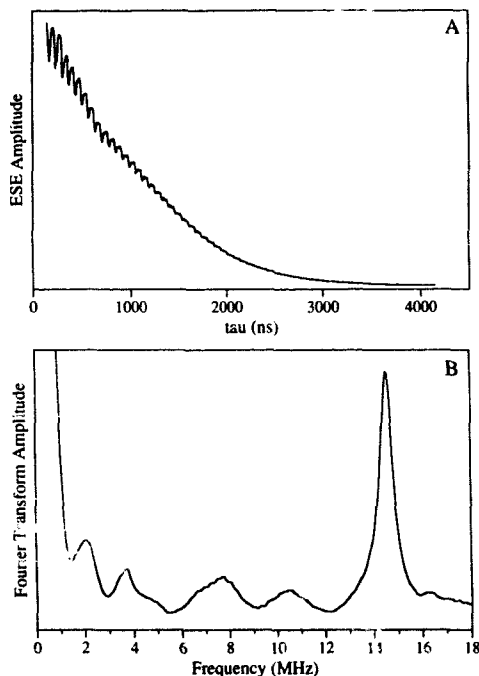 A
ESE Amplitude
0 1000 2000 3000 4000
tau (ns)
B
Fourier Transform Amplitude
0 2 4 6 8 10 12 14 16 18
Frequency (MHz)